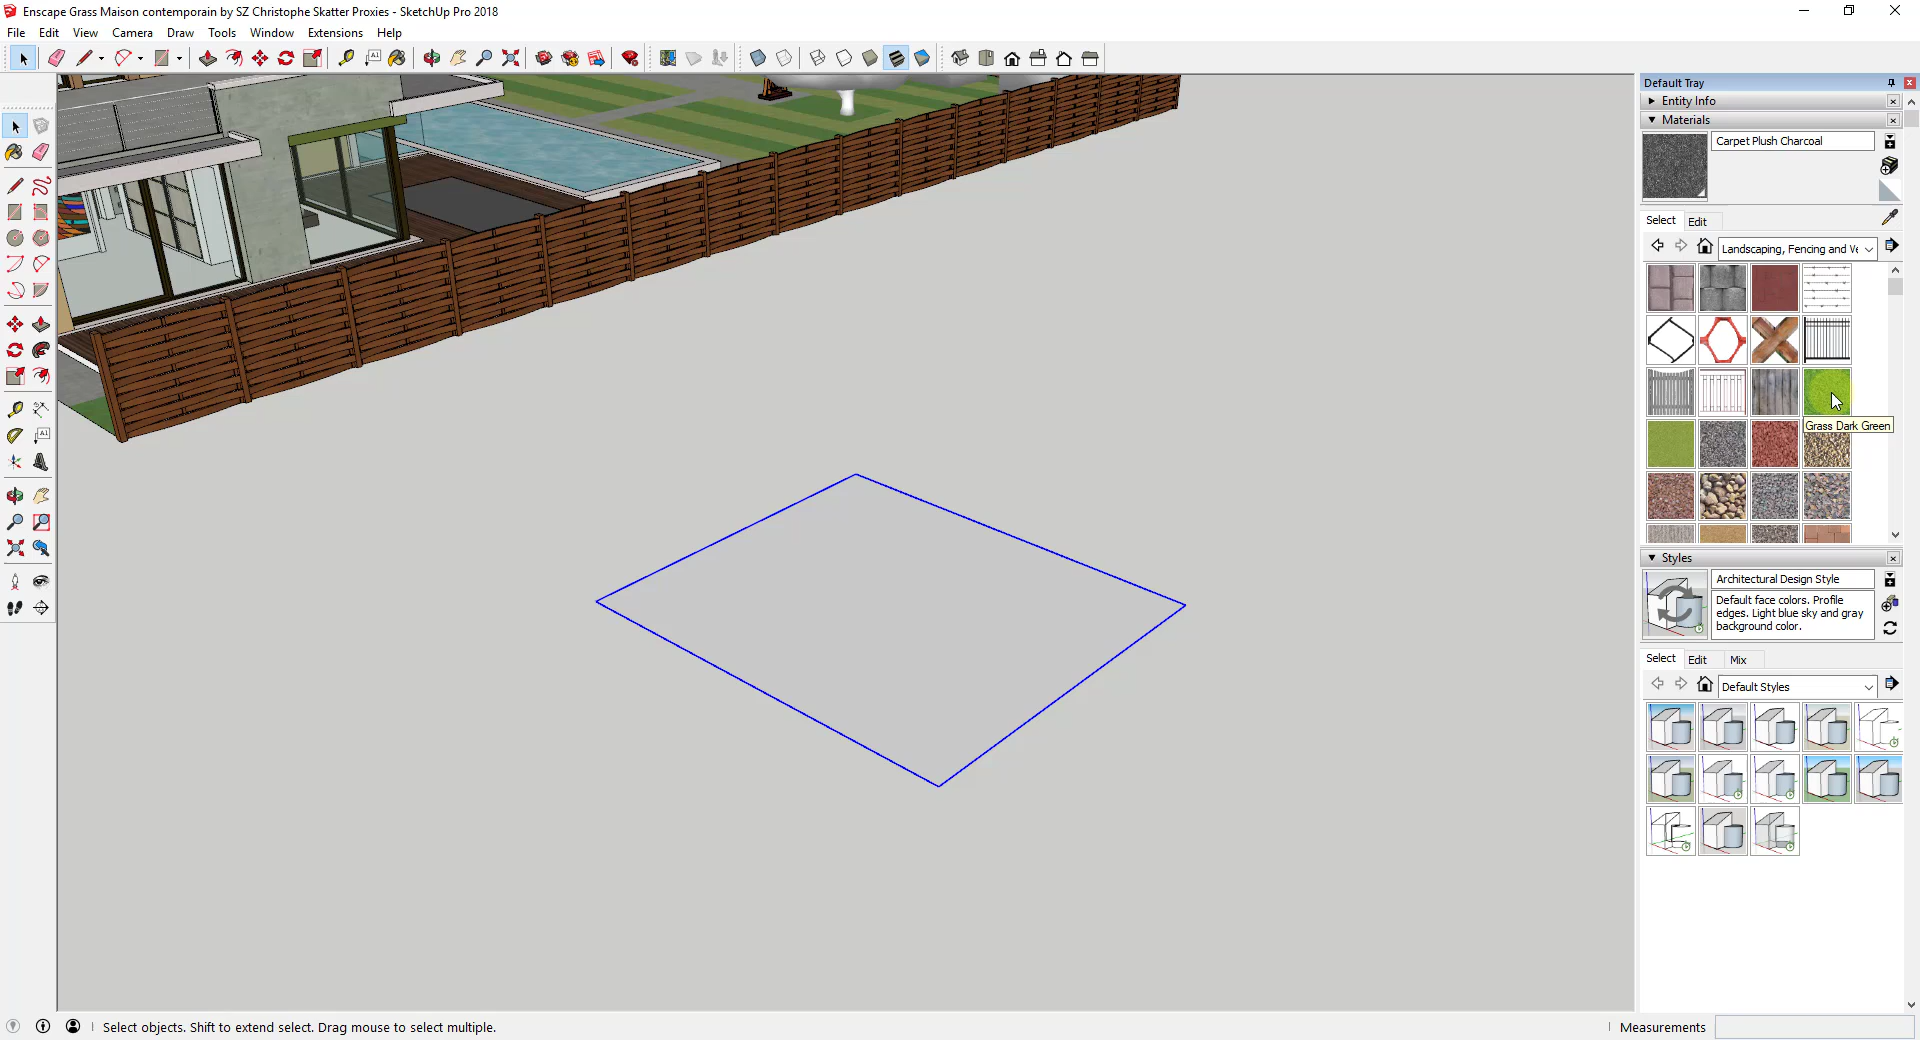 Enscape Grass Maison contemporain by SZ Christophe Skatter Proxies - SketchUp Pro 2018
File Edit View Camera Draw Tools Window Extensions Help
Default Tray
Entity Info
Materials
Carpet Plush Charcoal
Select Edit
Landscaping, Fencing and Ve
Grass Dark Green
Styles
Architectural Design Style
Default face colors. Profile
edges. Light blue sky and gray
background color.
Select Edit Mix
Default Styles
Select objects. Shift to extend select. Drag mouse to select multiple.
Measurements